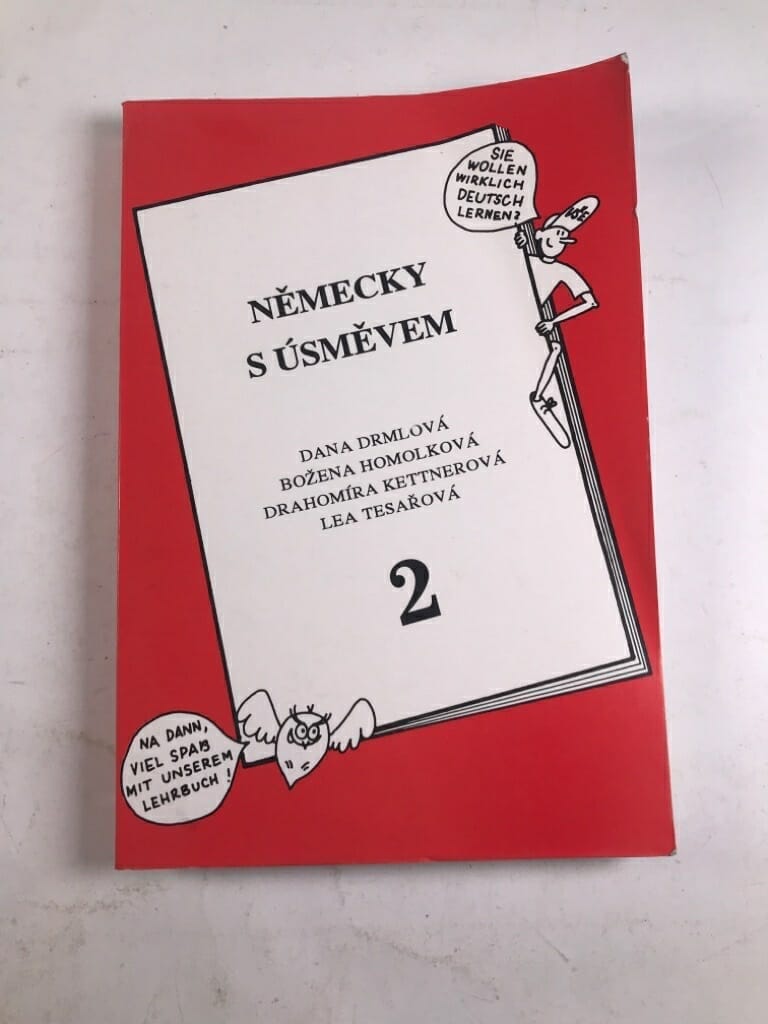 SIE
WOLLEN
WIRKLICH
DEUTSCH
LERNEN?
VŠE
NĚMECKY
S ÚSMĚVEM
DANA DRMLOVÁ
BOŽENA HOMOLKOVÁ
DRAHOMÍRA KETTNEROVÁ
LEA TESAŘOVÁ
2
NA DANN,
VIEL SPAß
MIT UNSEREM
LEHRBUCH!